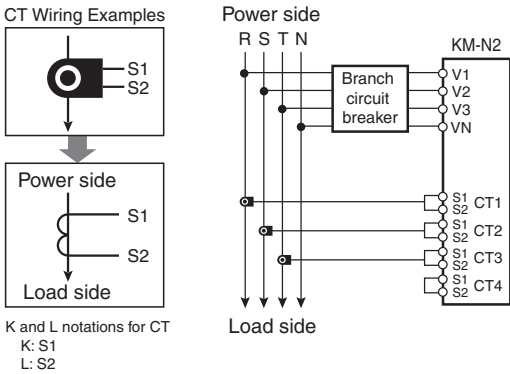 CT Wiring Examples
S1
S2
Power side
S1
S2
Load side
K and L notations for CT
K: S1
L: S2
Power side
R S T N
KM-N2
Branch
circuit
breaker
V1
V2
V3
VN
S1
S2 CT1
S1
S2 CT2
S1
S2 CT3
S1
S2 CT4
Load side